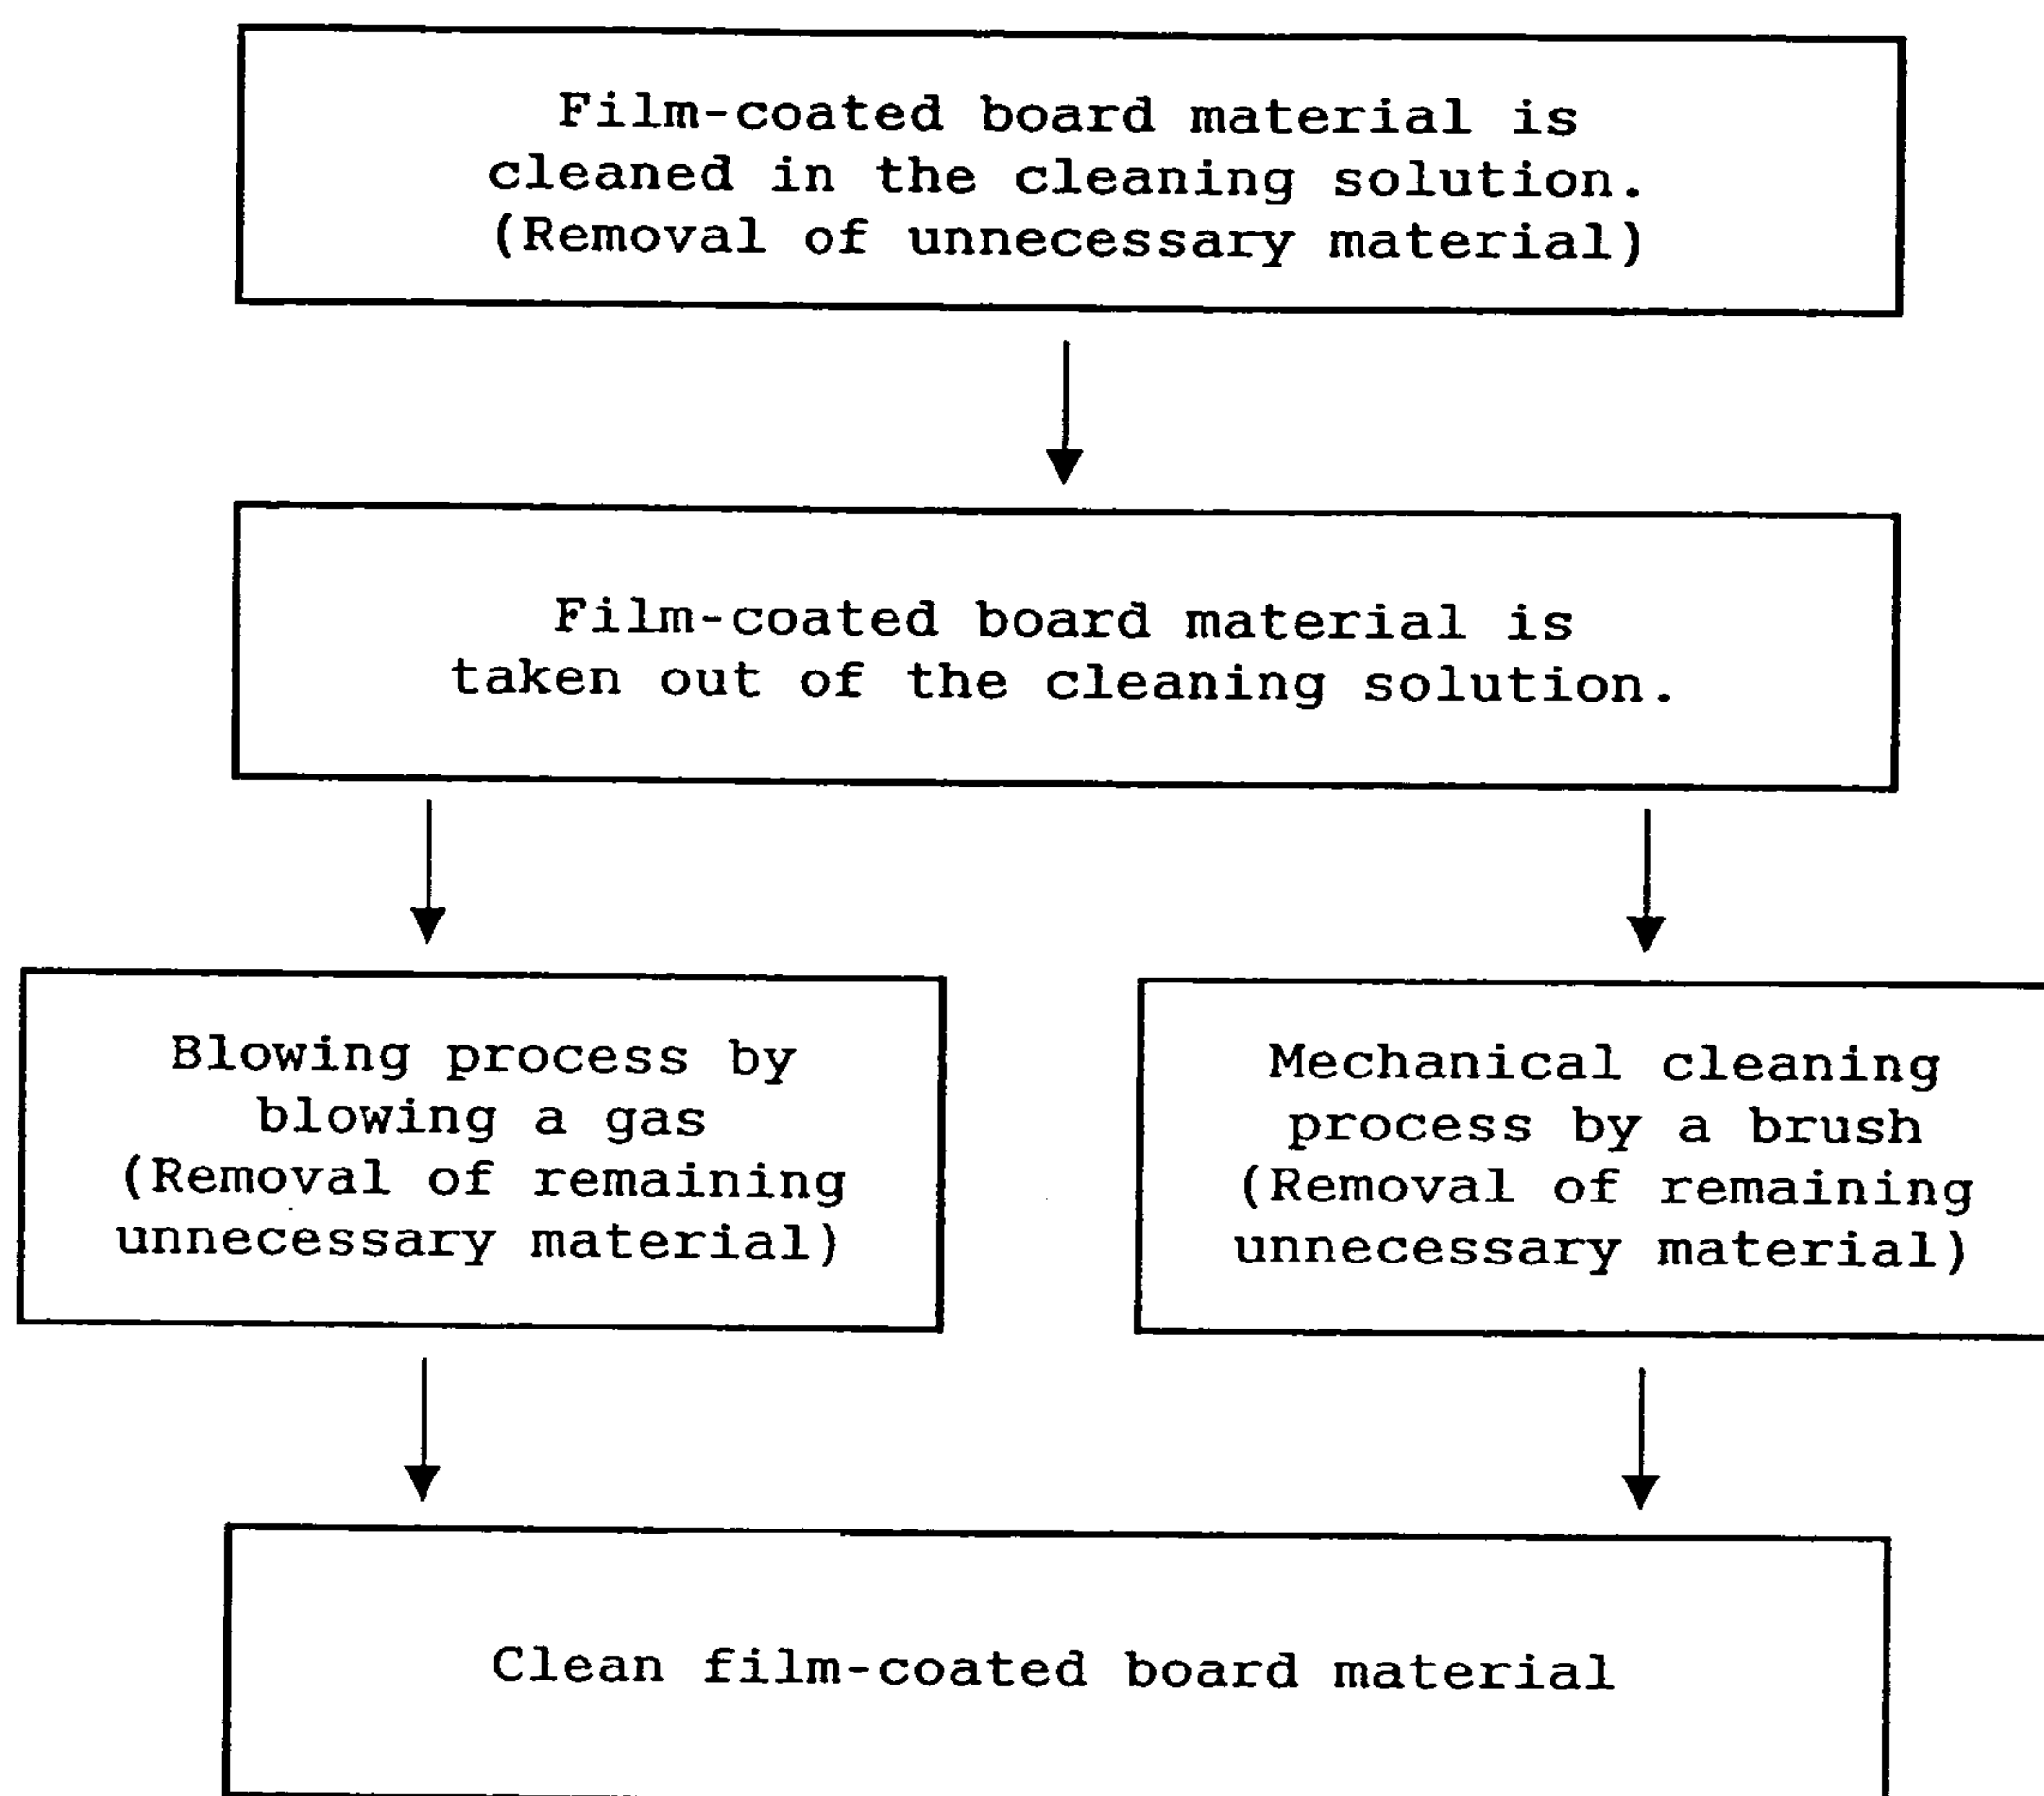 Film-coated board material is
cleaned in the cleaning solution.
(Removal of unnecessary material)
Film-coated board material is
taken out of the cleaning solution.
Blowing process by
blowing a gas
(Removal of remaining
unnecessary material)
Mechanical cleaning
process by a brush
(Removal of remaining
unnecessary material)
Clean film-coated board material